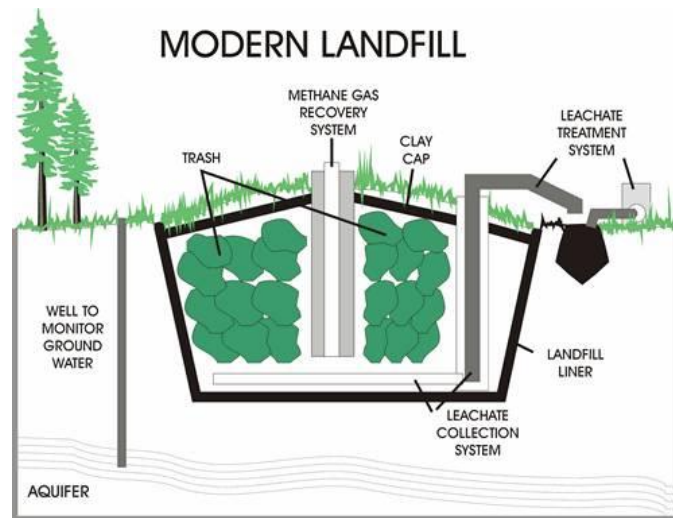 MODERN LANDFILL
METHANE GAS
RECOVERY
SYSTEM
LEACHATE
TREATMENT
SYSTEM
TRASH
CLAY
CAP
WELL TO
MONITOR
GROUND
WATER
LANDFILL
LINER
LEACHATE
COLLECTION
SYSTEM
AQUIFER